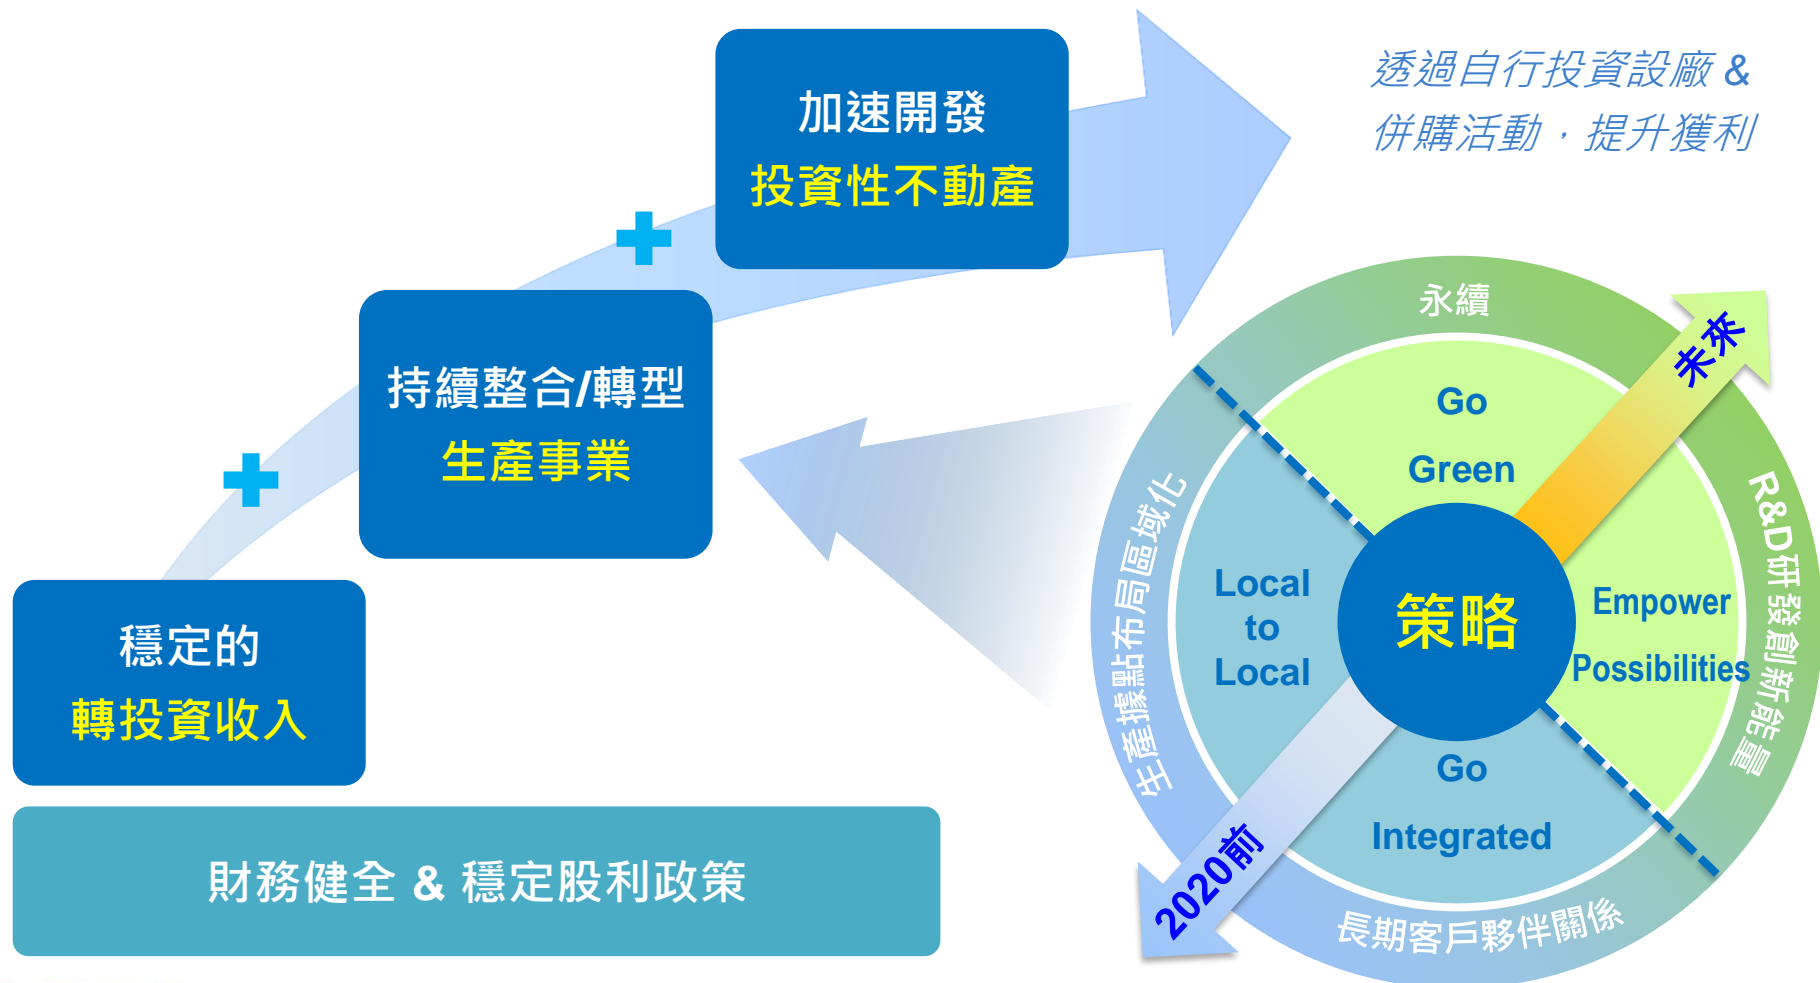 透過自行投資設廠 &
併購活動，提升獲利
加速開發
投資性不動產
持續整合/轉型
生產事業
穩定的
轉投資收入
財務健全 & 穩定股利政策
永續
未來
Go
Green
R&D研發創新能量
Empower
Possibilities
生產據點布局區域化
Local
to
Local
策略
Go
Integrated
2020前
長期客戶夥伴關係